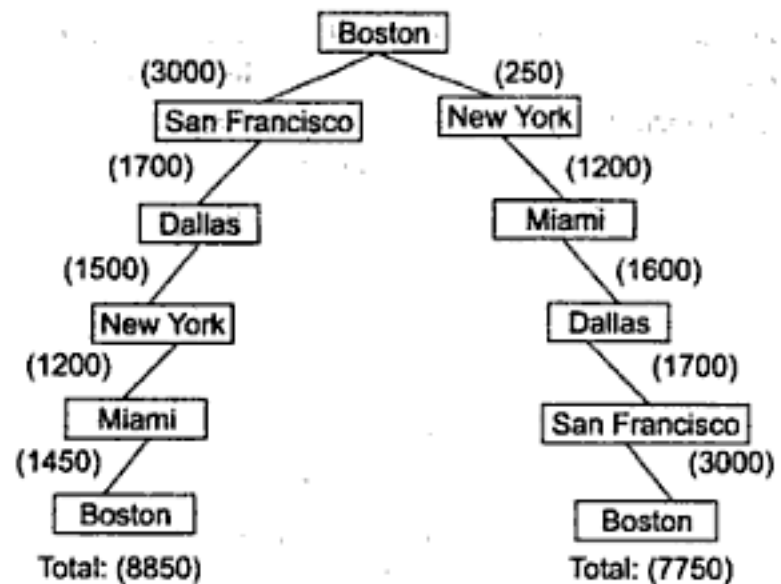 Boston
(3000) (250)
San Francisco New York
(1700) (1200)
Dallas Miami
(1500) (1600)
New York Dallas
(1200) (1700)
Miami San Francisco
(1450) (3000)
Boston Boston
Total: (8850) Total: (7750)